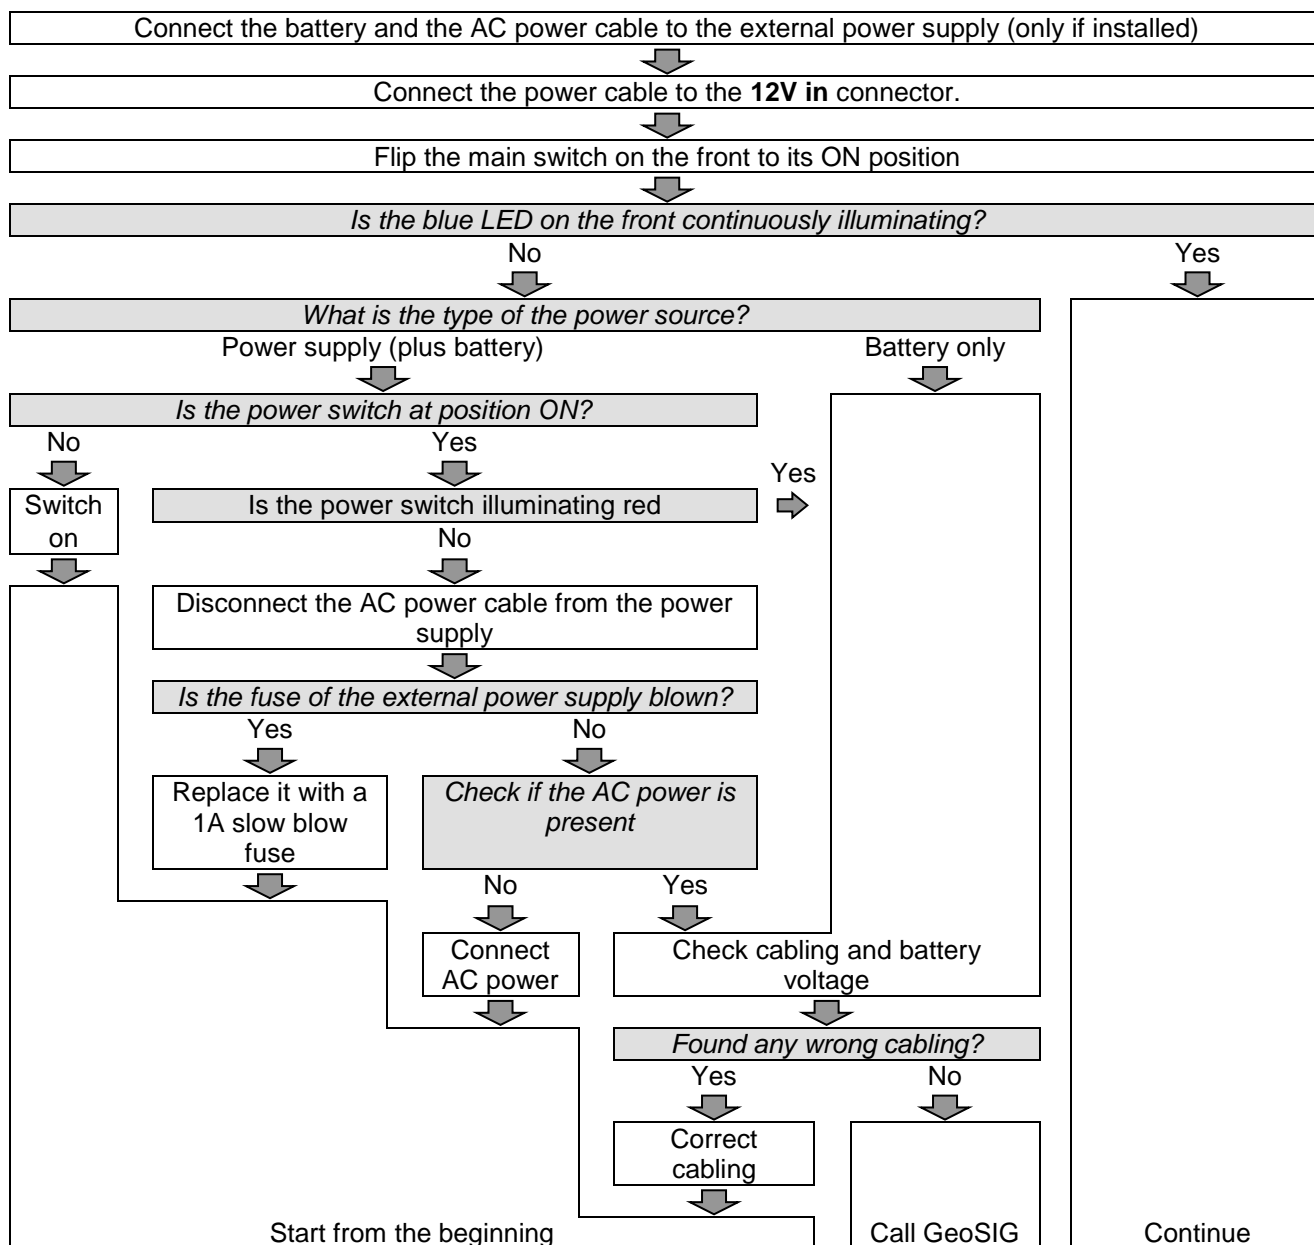 Connect the battery and the AC power cable to the external power supply (only if installed)
Connect the power cable to the 12V in connector.
Flip the main switch on the front to its ON position
Is the blue LED on the front continuously illuminating?
No
Yes
What is the type of the power source?
Power supply (plus battery)
Battery only
Is the power switch at position ON?
No
Yes
Yes
Switch
on
Is the power switch illuminating red
No
Disconnect the AC power cable from the power
supply
Is the fuse of the external power supply blown?
Yes
No
Replace it with a
1A slow blow
fuse
Check if the AC power is
present
No
Yes
Connect
AC power
Check cabling and battery
voltage
Found any wrong cabling?
Yes
No
Correct
cabling
Start from the beginning
Call GeoSIG
Continue